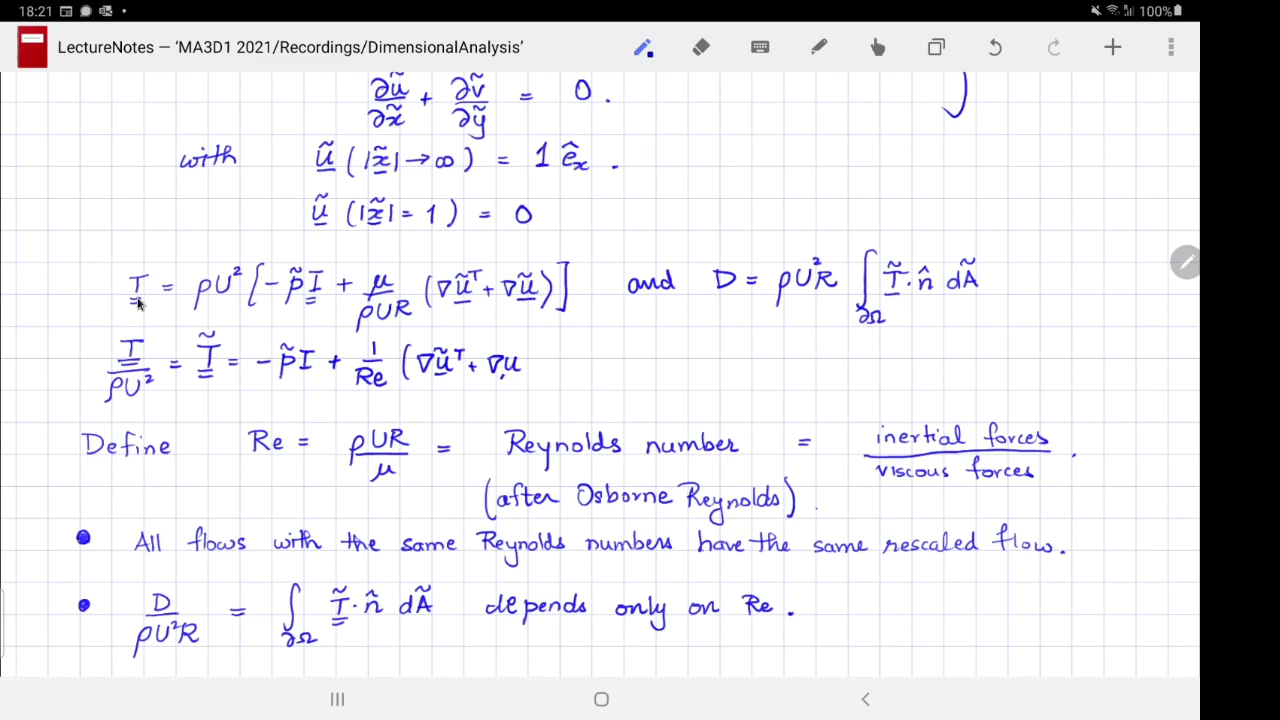 18:21 100%
LectureNotes — ‘MA3D1 2021/Recordings/DimensionalAnalysis’
∂ũ/∂x̃ + ∂ṽ/∂ỹ = 0 .
with ũ (|x̃| → ∞) = 1 ê_x .
ũ (|x̃| = 1) = 0
T = ρU² [ - p̃ I + μ/ρUR (∇ũᵀ + ∇ũ) ] and D = ρU²R ∫_∂Ω T̃ · n̂ dÃ
T/ρU² = T̃ = - p̃ I + 1/Re (∇ũᵀ + ∇u
Define Re = ρUR/μ = Reynolds number = inertial forces/viscous forces .
(after Osborne Reynolds) .
• All flows with the same Reynolds numbers have the same rescaled flow.
• D/ρU²R = ∫_∂Ω T̃ · n̂ dÃ depends only on Re .